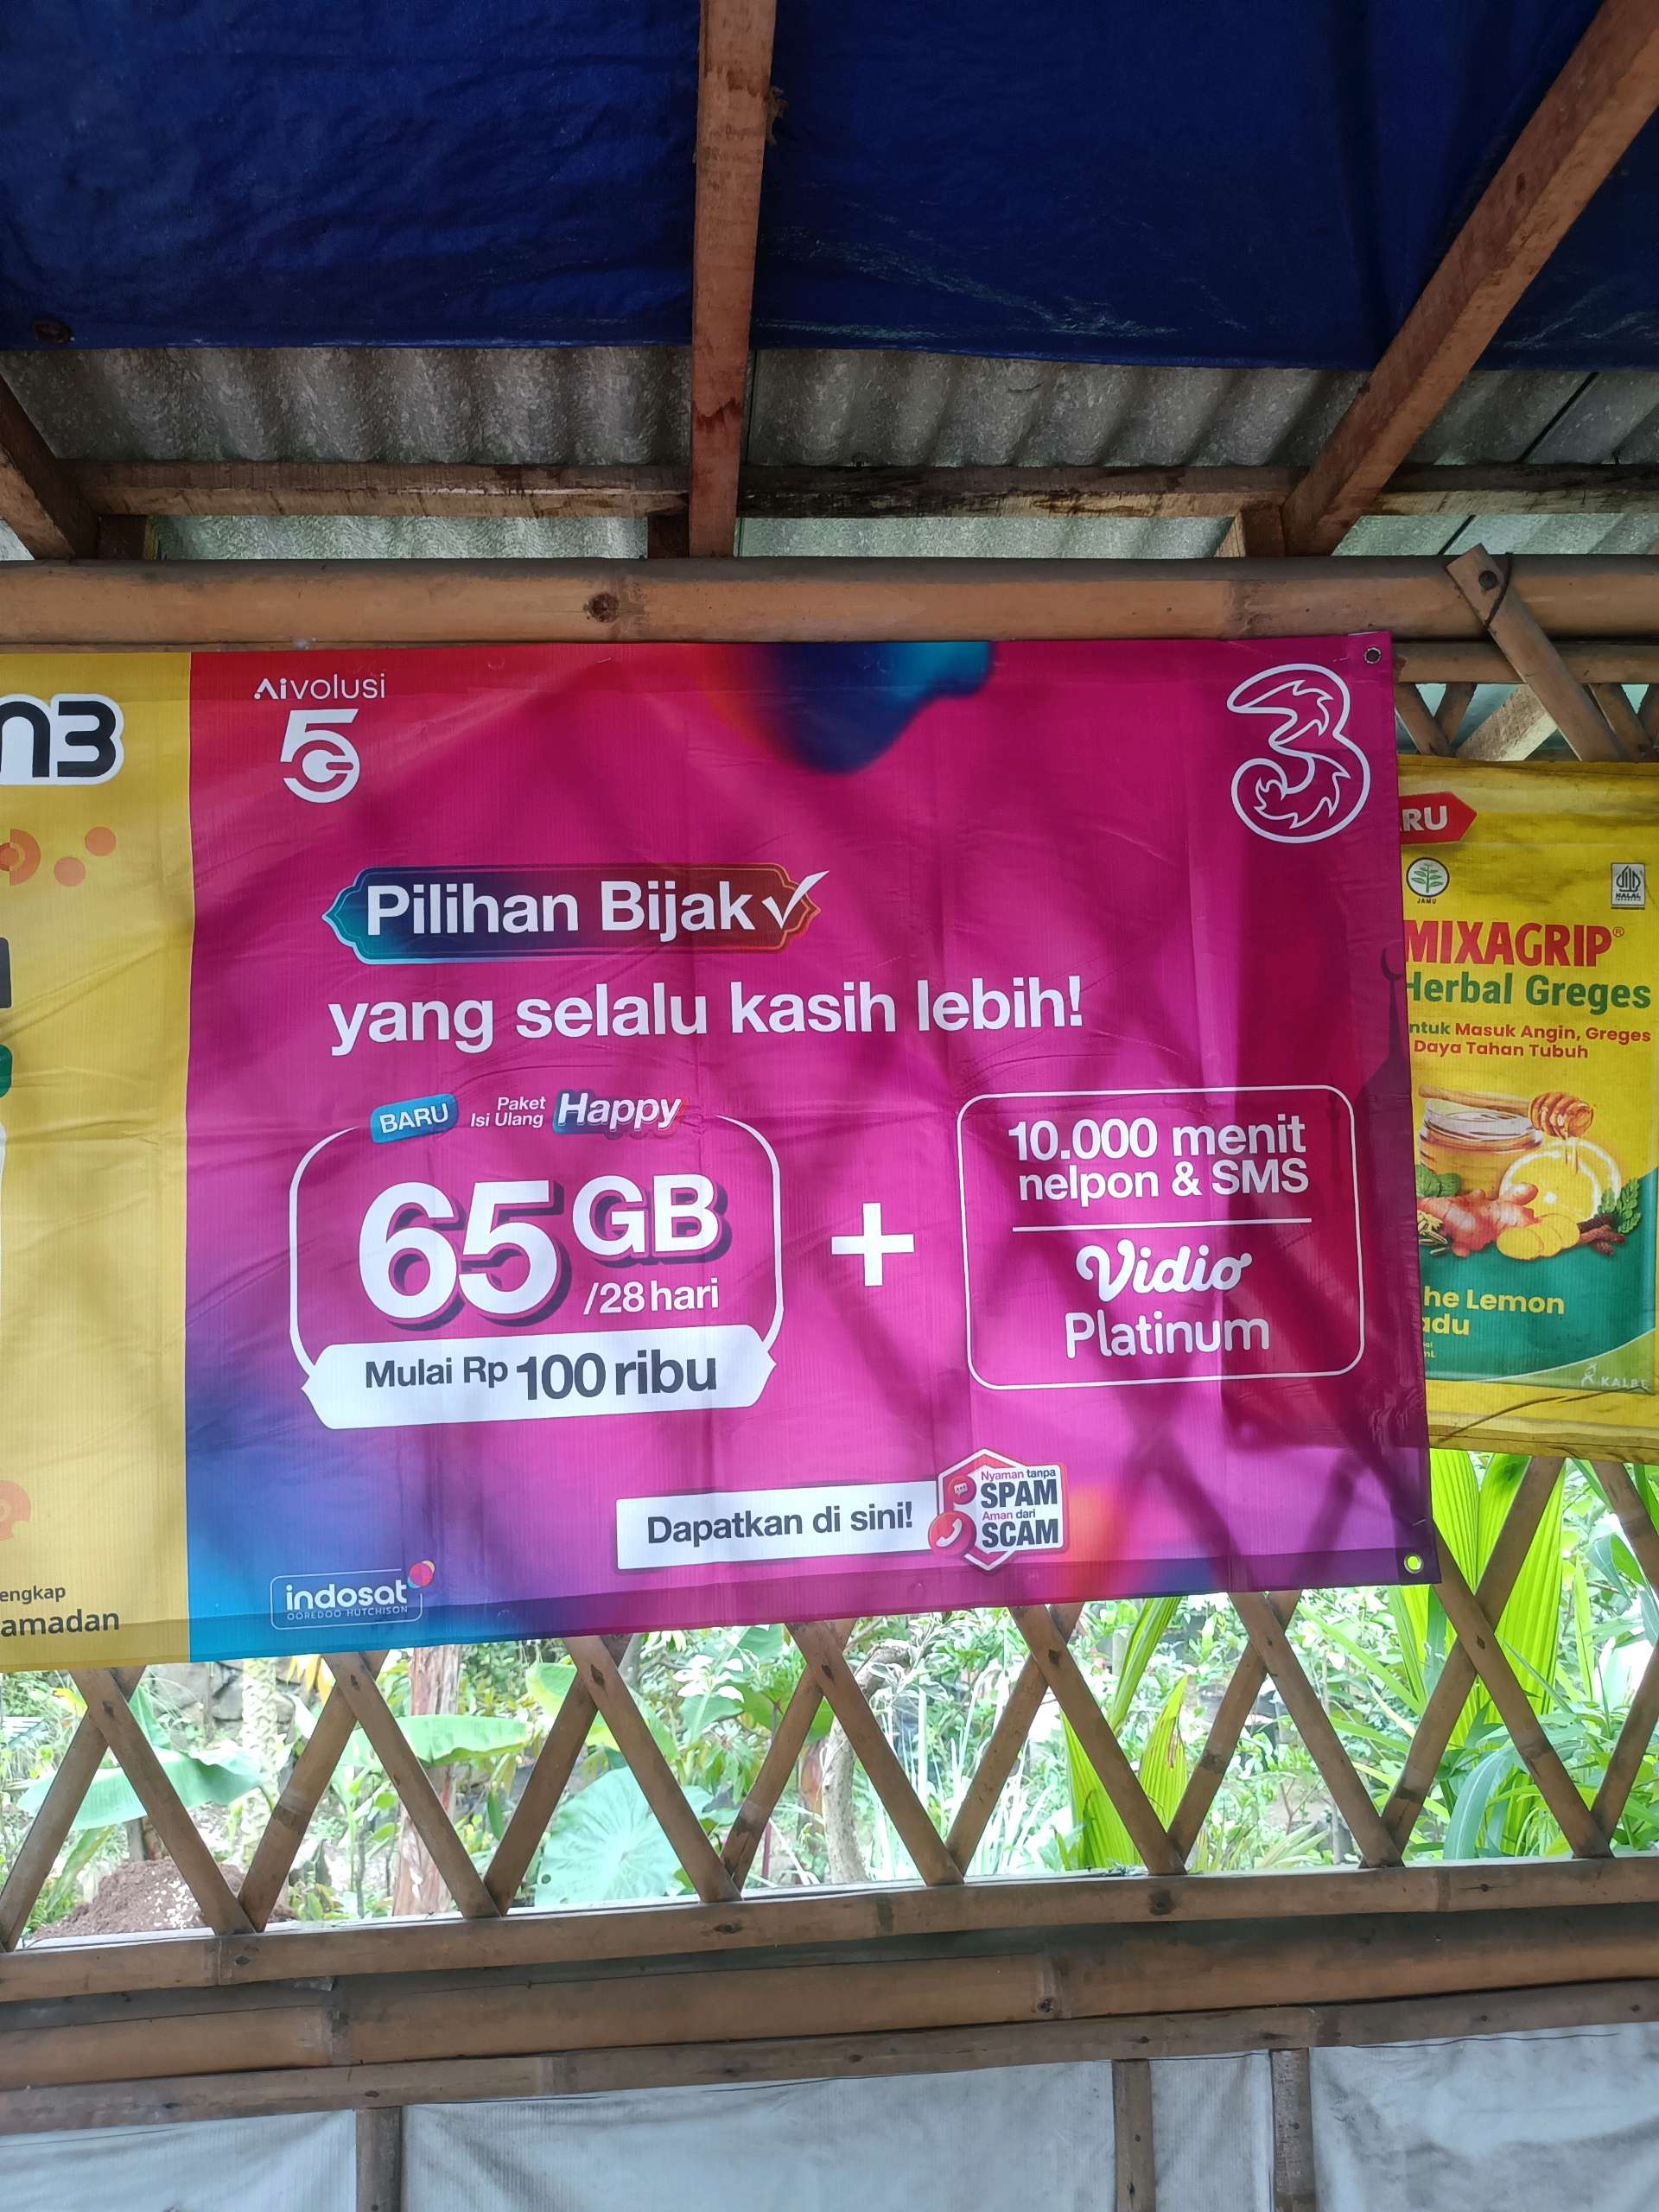 Aivolusi
5G
3
Pilihan Bijak
yang selalu kasih lebih!
BARU Paket Isi Ulang Happy
65 GB
/28 hari
Mulai Rp 100 ribu
+
10.000 menit
nelpon & SMS
Vidio
Platinum
Dapatkan di sini!
Nyaman tanpa
SPAM
Aman dari
SCAM
indosat
OOREDOO HUTCHISON
engkap
amadan
RU
JAMU
HALAL
INDONESIA
MIXAGRIP®
Herbal Greges
ntuk Masuk Angin, Greges
Daya Tahan Tubuh
he Lemon
adu
KALBE